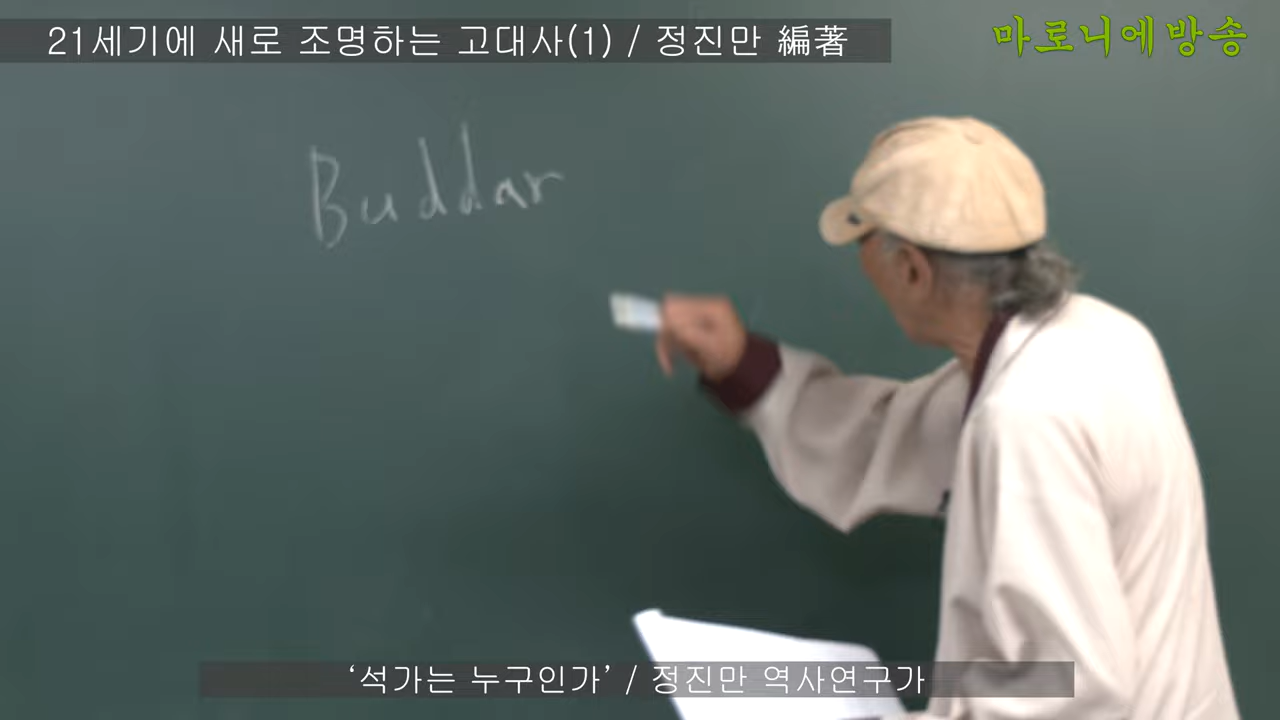 21세기에 새로 조명하는 고대사(1) / 정진만 編著
마로니에방송
Buddar
‘석가는 누구인가’ / 정진만 역사연구가